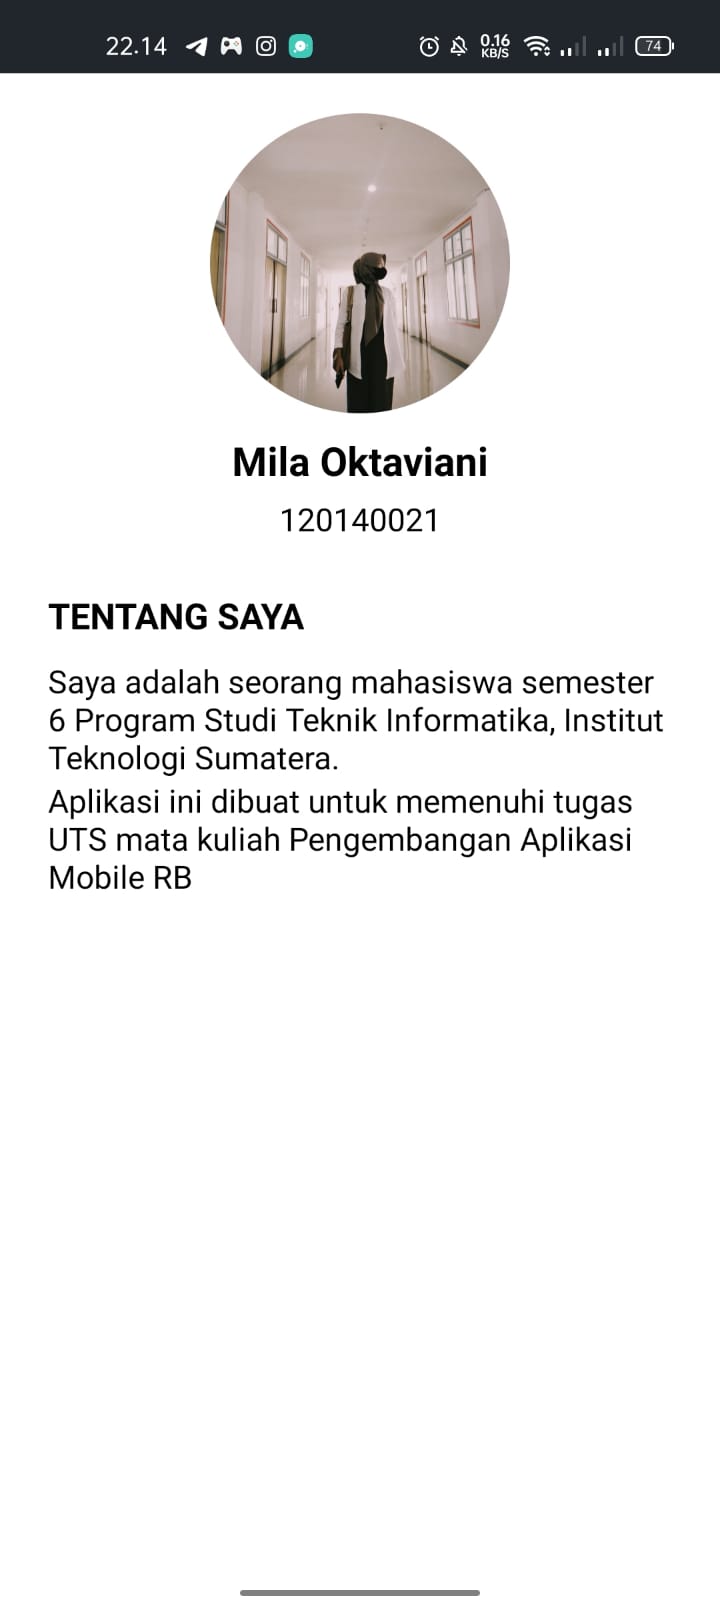 22.14
0.16
KB/S
74
Mila Oktaviani
120140021
TENTANG SAYA
Saya adalah seorang mahasiswa semester
6 Program Studi Teknik Informatika, Institut
Teknologi Sumatera.
Aplikasi ini dibuat untuk memenuhi tugas
UTS mata kuliah Pengembangan Aplikasi
Mobile RB